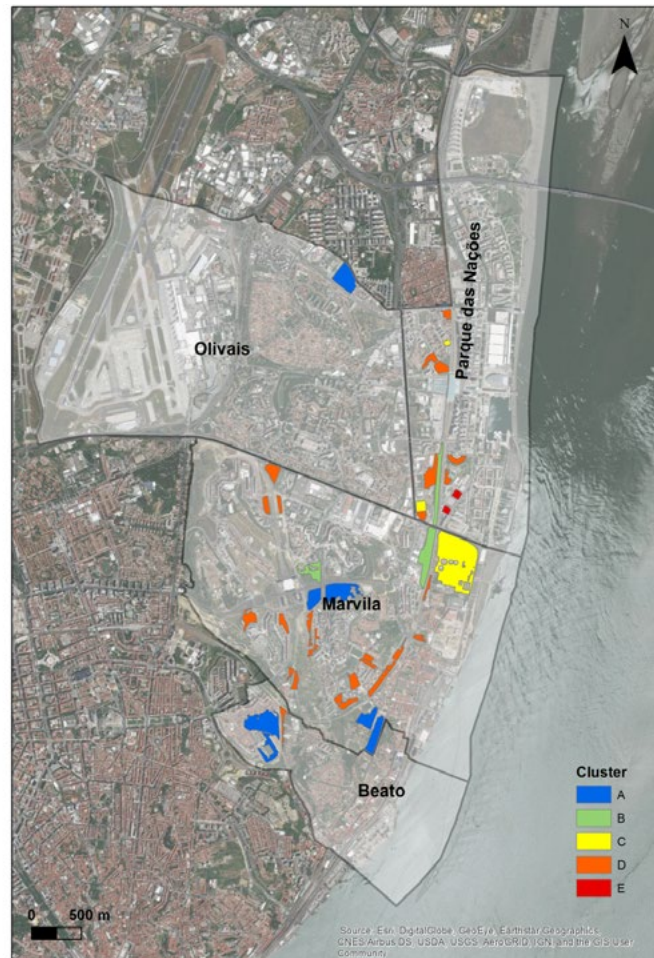 N
Parque das Nações
Olivais
Marvila
Beato
Cluster
A
B
C
D
E
0 500 m
Source: Esri, DigitalGlobe, GeoEye, Earthstar Geographics,
CNES/Airbus DS, USDA, USGS, AeroGRID, IGN, and the GIS User
Community